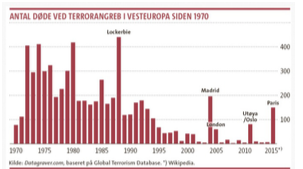 ANTAL DØDE VED TERRORANGREB I VESTEUROPA SIDEN 1970
Lockerbie
400
300
Madrid
200
Paris
London
Utøya
/Oslo
100
1970 1975 1980 1985 1990 1995 2000 2005 2010 2015*)
Kilde: Datagraver.com, baseret på Global Terrorism Database. *) Wikipedia.